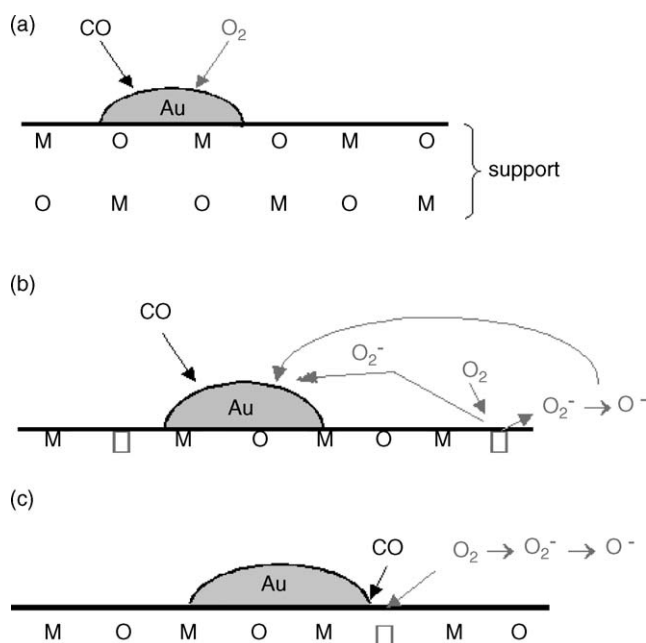 (a)
CO O₂
Au
M O M O M O
support
O M O M O M
(b)
CO
O₂⁻
O₂
O₂⁻ → O⁻
Au
M M O M O M
(c)
CO O₂ → O₂⁻ → O⁻
Au
M O M O M M O